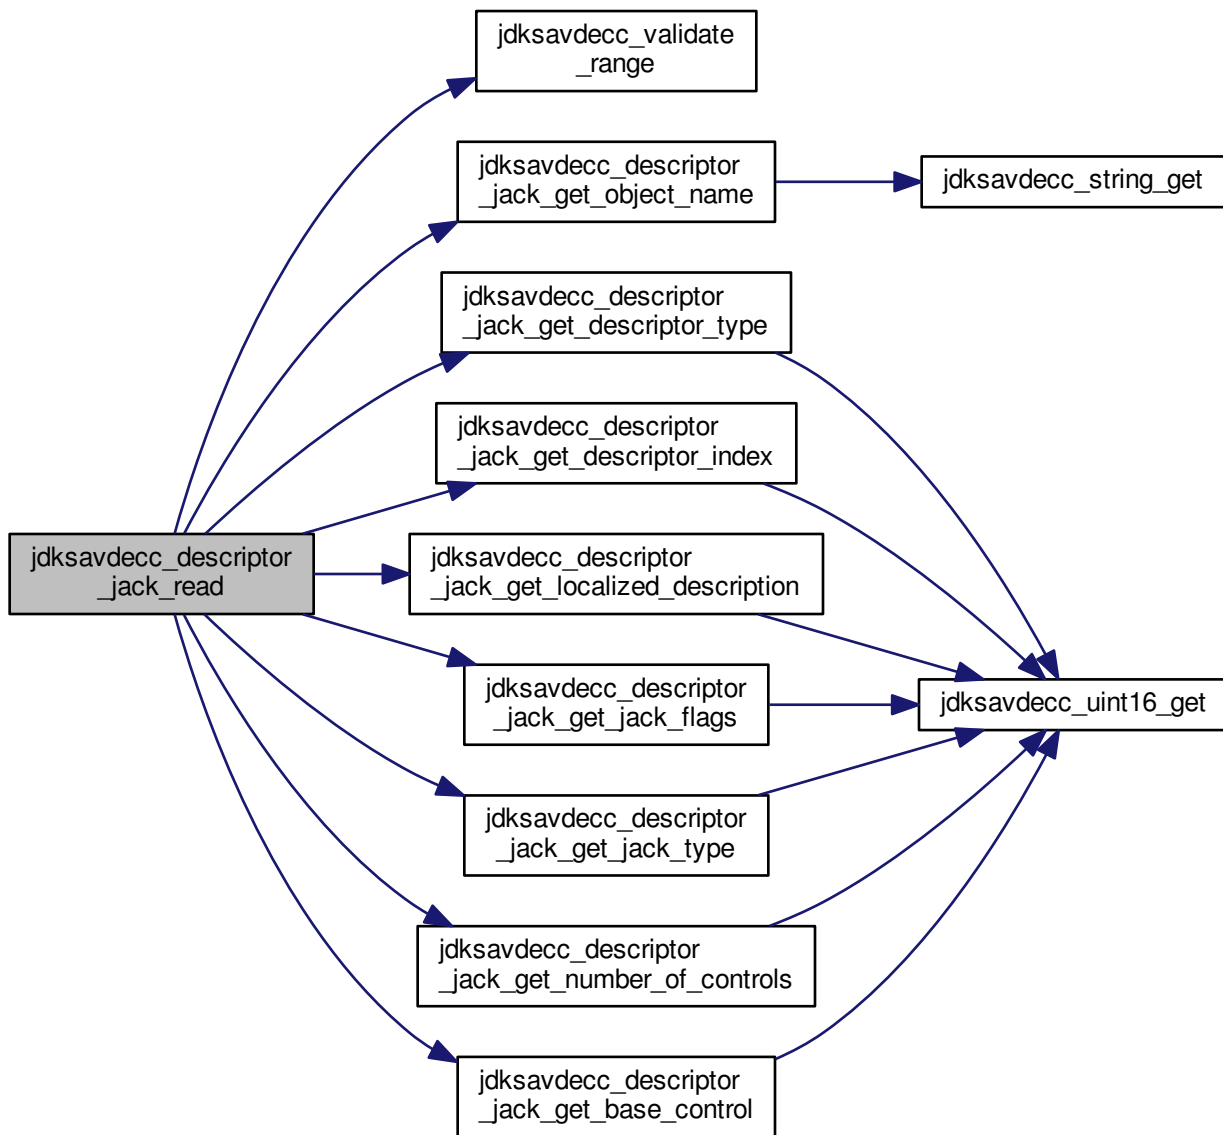 jdksavdecc_validate
_range
jdksavdecc_descriptor
_jack_get_object_name
jdksavdecc_string_get
jdksavdecc_descriptor
_jack_get_descriptor_type
jdksavdecc_descriptor
_jack_get_descriptor_index
jdksavdecc_descriptor
_jack_read
jdksavdecc_descriptor
_jack_get_localized_description
jdksavdecc_descriptor
_jack_get_jack_flags
jdksavdecc_uint16_get
jdksavdecc_descriptor
_jack_get_jack_type
jdksavdecc_descriptor
_jack_get_number_of_controls
jdksavdecc_descriptor
_jack_get_base_control